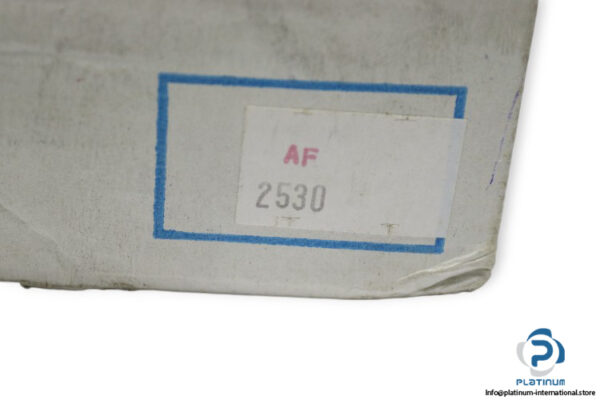 AF
2530
PLATINUM
Info@platinum-international.store